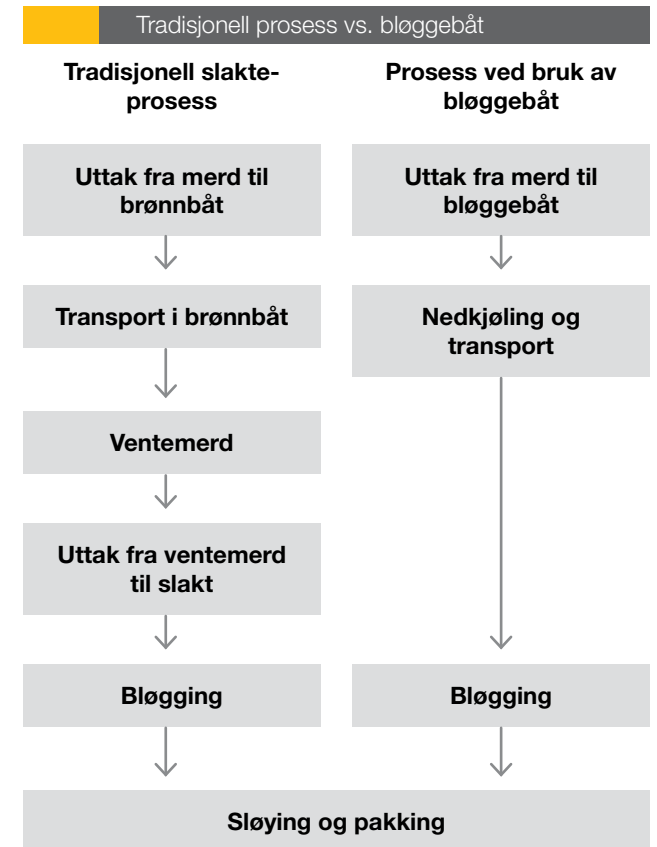 Tradisjonell prosess vs. bløggebåt
Tradisjonell slakte-
prosess
Uttak fra merd til
brønnbåt
Transport i brønnbåt
Ventemerd
Uttak fra ventemerd
til slakt
Bløgging
Prosess ved bruk av
bløggebåt
Uttak fra merd til
bløggebåt
Nedkjøling og
transport
Bløgging
Sløying og pakking